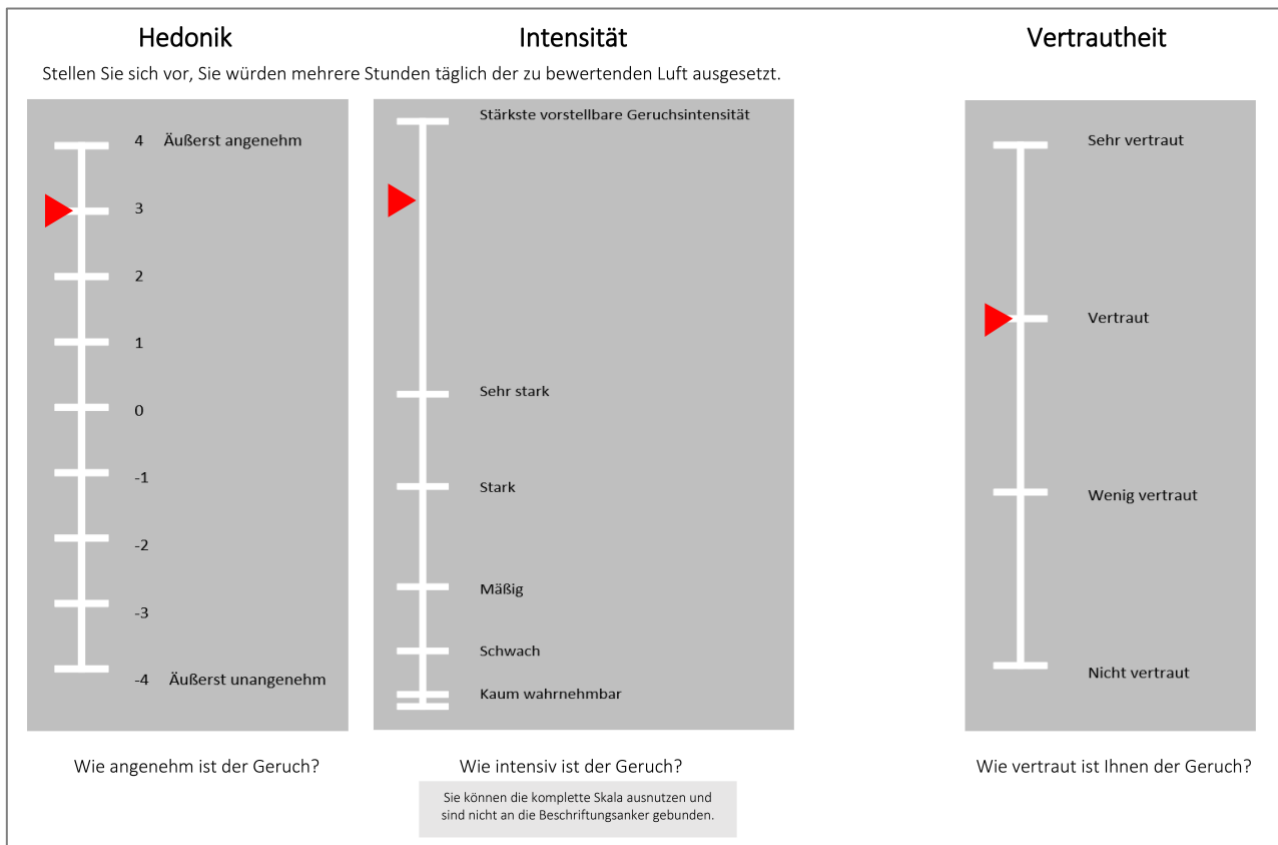 Hedonik
Intensität
Vertrautheit
Stellen Sie sich vor, Sie würden mehrere Stunden täglich der zu bewertenden Luft ausgesetzt.
4 Äußerst angenehm
3
2
1
0
-1
-2
-3
-4 Äußerst unangenehm
Wie angenehm ist der Geruch?
Stärkste vorstellbare Geruchsintensität
Sehr stark
Stark
Mäßig
Schwach
Kaum wahrnehmbar
Wie intensiv ist der Geruch?
Sie können die komplette Skala ausnutzen und
sind nicht an die Beschriftungsanker gebunden.
Sehr vertraut
Vertraut
Wenig vertraut
Nicht vertraut
Wie vertraut ist Ihnen der Geruch?